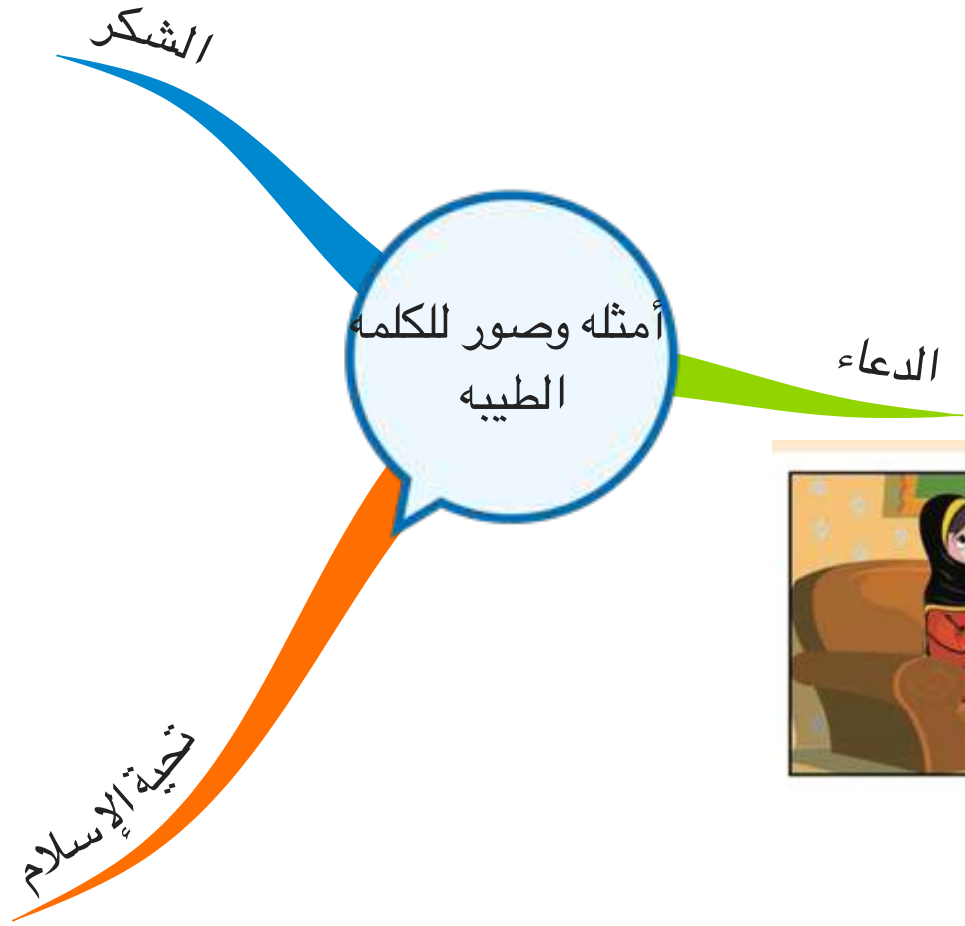 الشكر
أمثله وصور للكلمه
الطيبه
الدعاء
تحية الإسلام